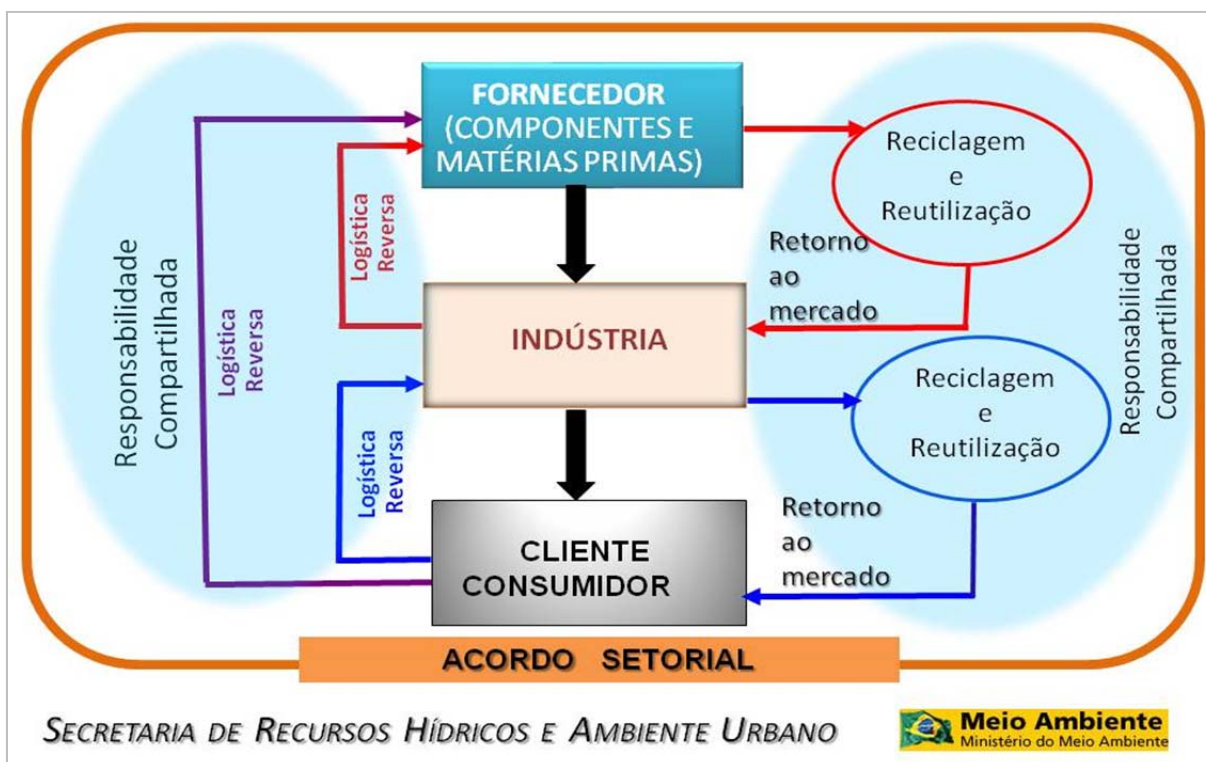 FORNECEDOR
(COMPONENTES E
MATÉRIAS PRIMAS)
Reciclagem
e
Reutilização
Logística
Reversa
Retorno
ao
mercado
Responsabilidade
Compartilhada
Logística
Reversa
INDÚSTRIA
Responsabilidade
Compartilhada
Reciclagem
e
Reutilização
Logística
Reversa
Retorno
ao
mercado
CLIENTE
CONSUMIDOR
ACORDO SETORIAL
SECRETARIA DE RECURSOS HÍDRICOS E AMBIENTE URBANO
Meio Ambiente
Ministério do Meio Ambiente